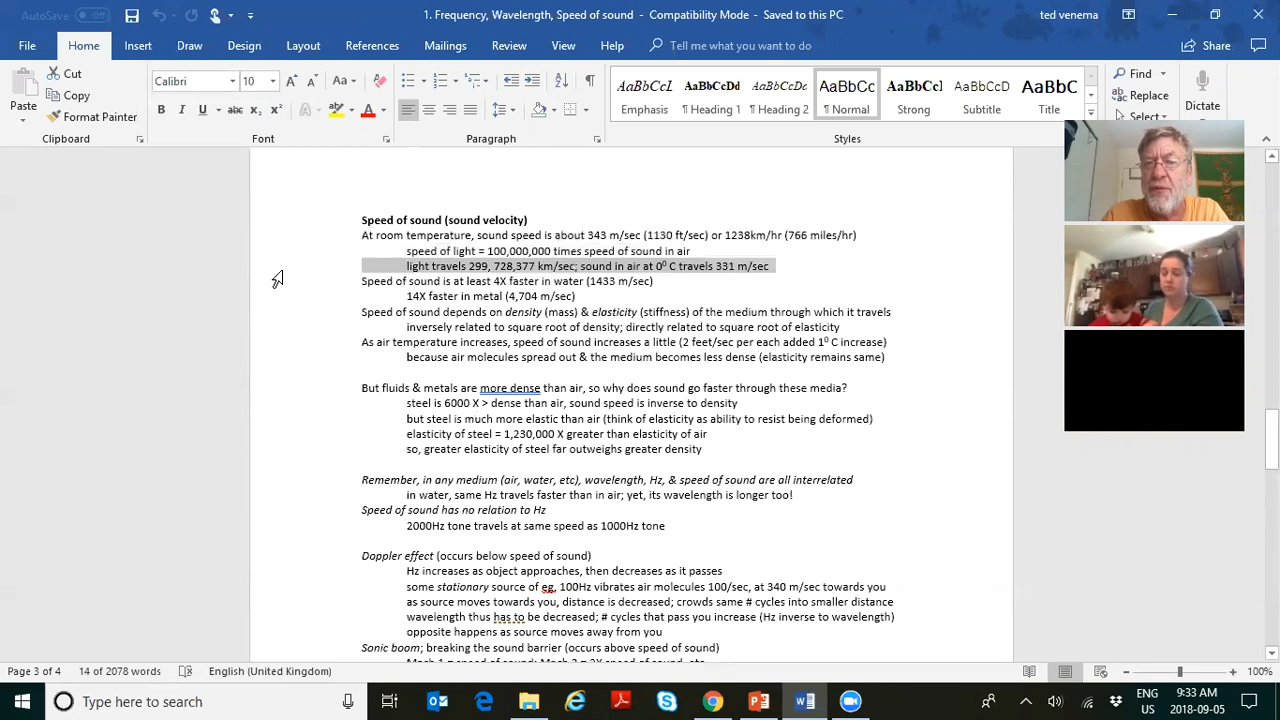 AutoSave Off
1. Frequency, Wavelength, Speed of sound - Compatibility Mode - Saved to this PC
ted venema
File Home Insert Draw Design Layout References Mailings Review View Help Tell me what you want to do Share
Paste
Cut
Copy
Format Painter
Clipboard
Calibri 10
Font
Paragraph
AaBbCcL AaBbCcDd AaBbCcDc AaBbCc AaBbCcI AaBbCcDd AaBbC
Emphasis ¶ Heading 1 ¶ Heading 2 ¶ Normal Strong Subtitle Title
Styles
Find
Replace
Select
Dictate
Speed of sound (sound velocity)
At room temperature, sound speed is about 343 m/sec (1130 ft/sec) or 1238km/hr (766 miles/hr)
speed of light = 100,000,000 times speed of sound in air
light travels 299, 728,377 km/sec; sound in air at 0⁰ C travels 331 m/sec
Speed of sound is at least 4X faster in water (1433 m/sec)
14X faster in metal (4,704 m/sec)
Speed of sound depends on density (mass) & elasticity (stiffness) of the medium through which it travels
inversely related to square root of density; directly related to square root of elasticity
As air temperature increases, speed of sound increases a little (2 feet/sec per each added 1⁰ C increase)
because air molecules spread out & the medium becomes less dense (elasticity remains same)
But fluids & metals are more dense than air, so why does sound go faster through these media?
steel is 6000 X > dense than air, sound speed is inverse to density
but steel is much more elastic than air (think of elasticity as ability to resist being deformed)
elasticity of steel = 1,230,000 X greater than elasticity of air
so, greater elasticity of steel far outweighs greater density
Remember, in any medium (air, water, etc), wavelength, Hz, & speed of sound are all interrelated
in water, same Hz travels faster than in air; yet, its wavelength is longer too!
Speed of sound has no relation to Hz
2000Hz tone travels at same speed as 1000Hz tone
Doppler effect (occurs below speed of sound)
Hz increases as object approaches, then decreases as it passes
some stationary source of eg, 100Hz vibrates air molecules 100/sec, at 340 m/sec towards you
as source moves towards you, distance is decreased; crowds same # cycles into smaller distance
wavelength thus has to be decreased; # cycles that pass you increase (Hz inverse to wavelength)
opposite happens as source moves away from you
Sonic boom; breaking the sound barrier (occurs above speed of sound)
Mach 1 = speed of sound; Mach 2 = 2X speed of sound, etc
Page 3 of 4 14 of 2078 words English (United Kingdom) 100%
Type here to search
ENG
US
9:33 AM
2018-09-05